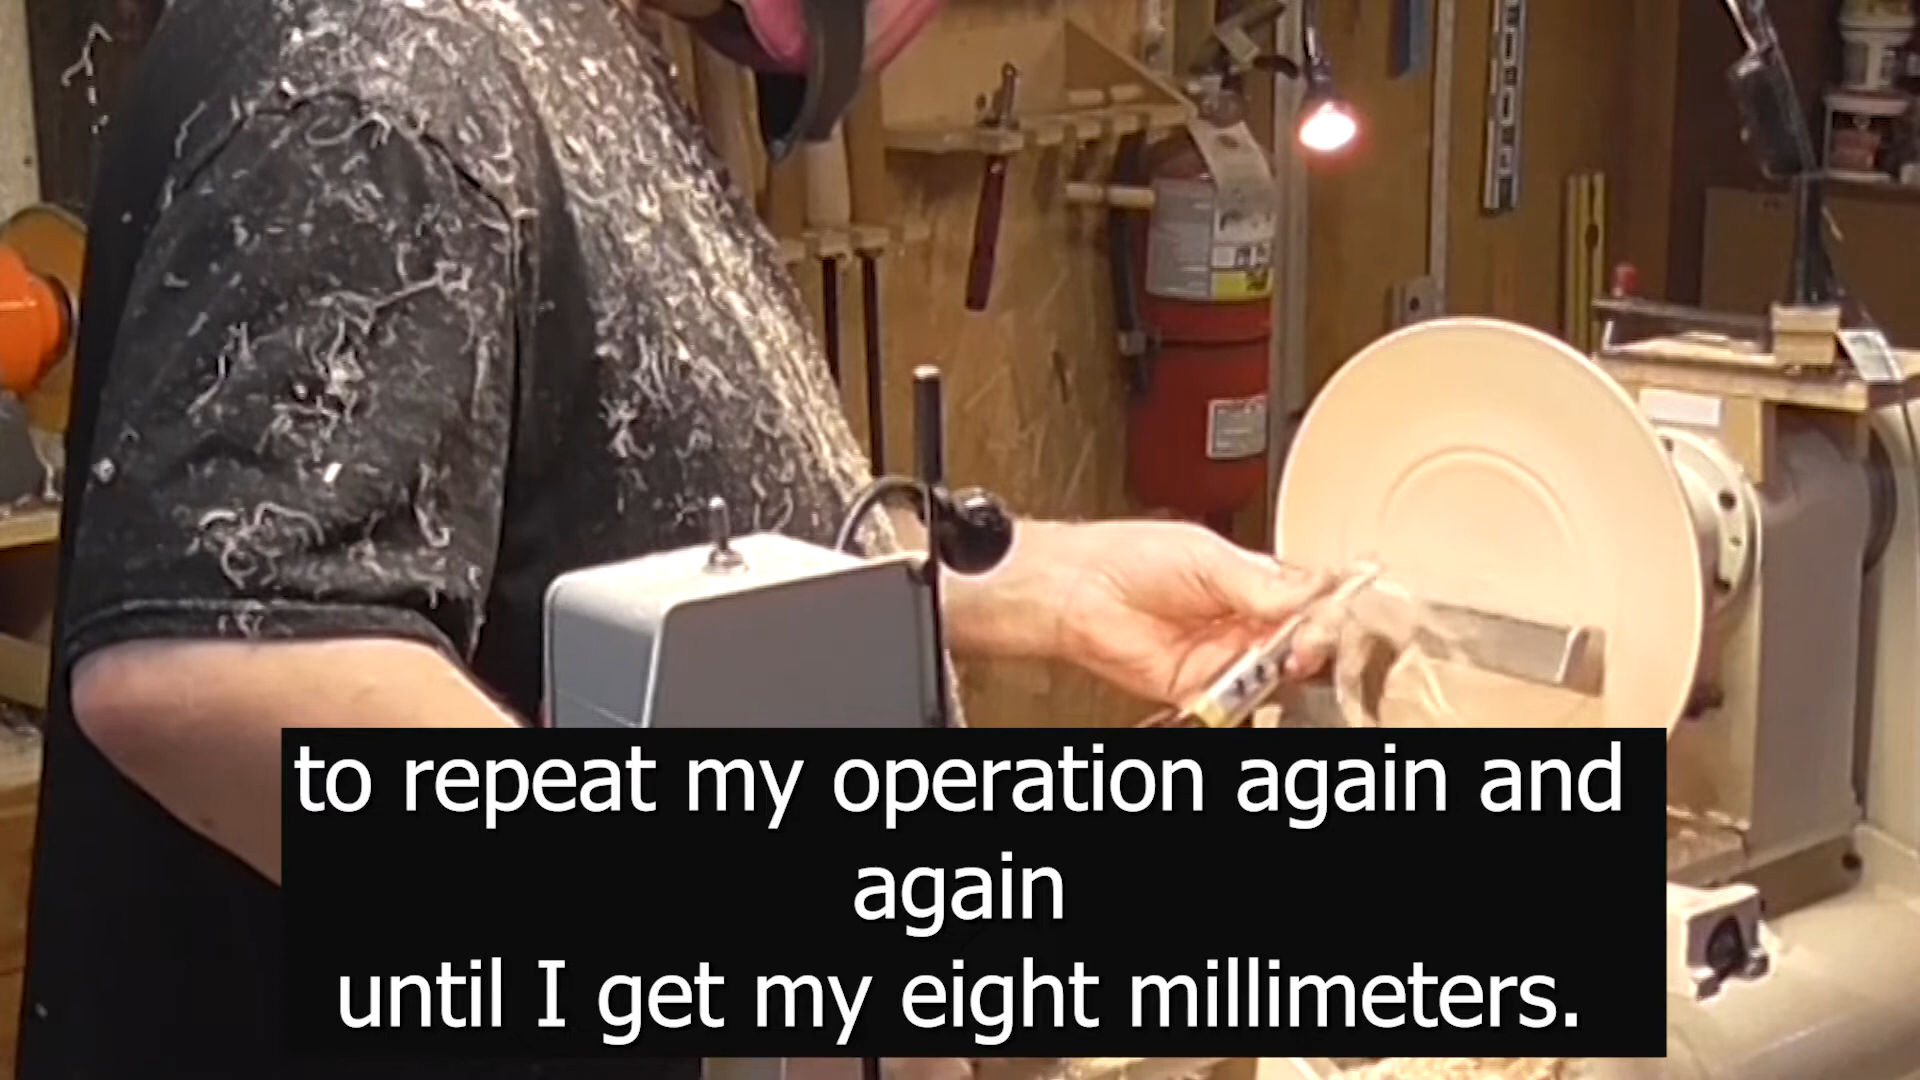 to repeat my operation again and
again
until I get my eight millimeters.